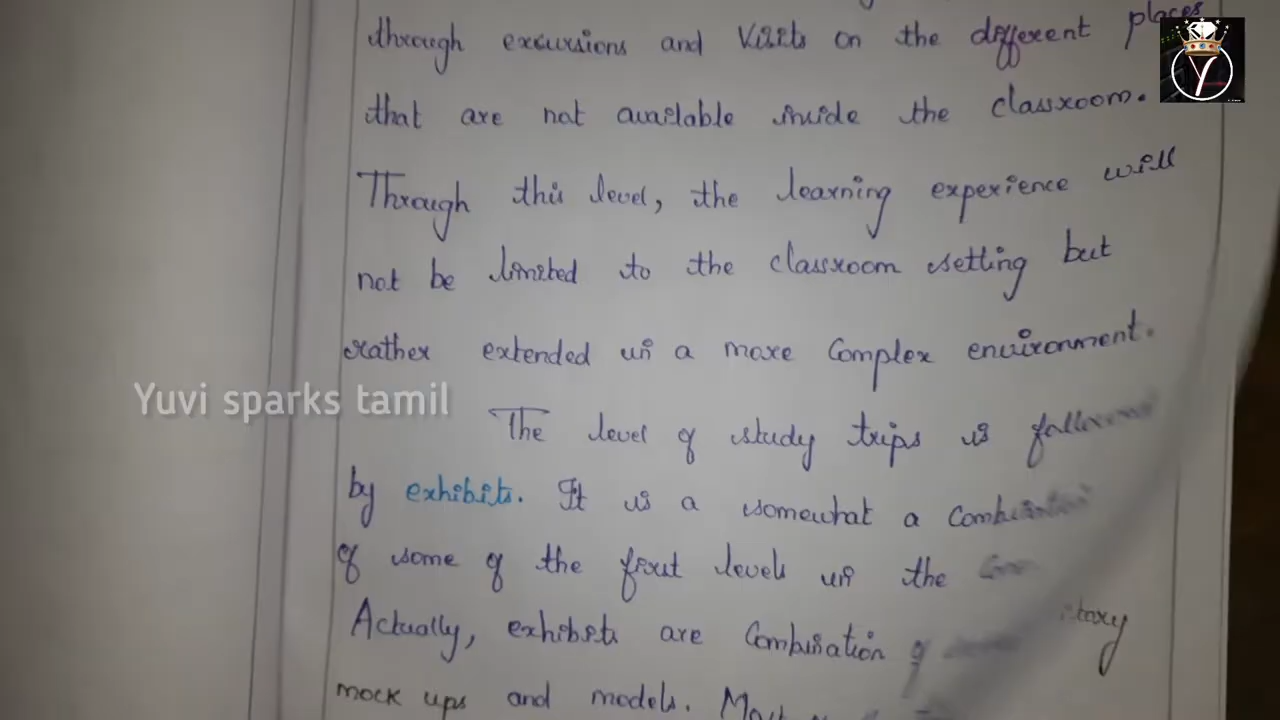 through excursions and visits on the different places
that are not available inside the classroom.
Through this level, the learning experience will
not be limited to the classroom setting but
rather extended in a more complex environment.
Yuvi sparks tamil
The level of study trips is followed
by exhibits. It is a somewhat a combination
of some of the first levels in the
Actually, exhibits are combination of
mock ups and models.
Y